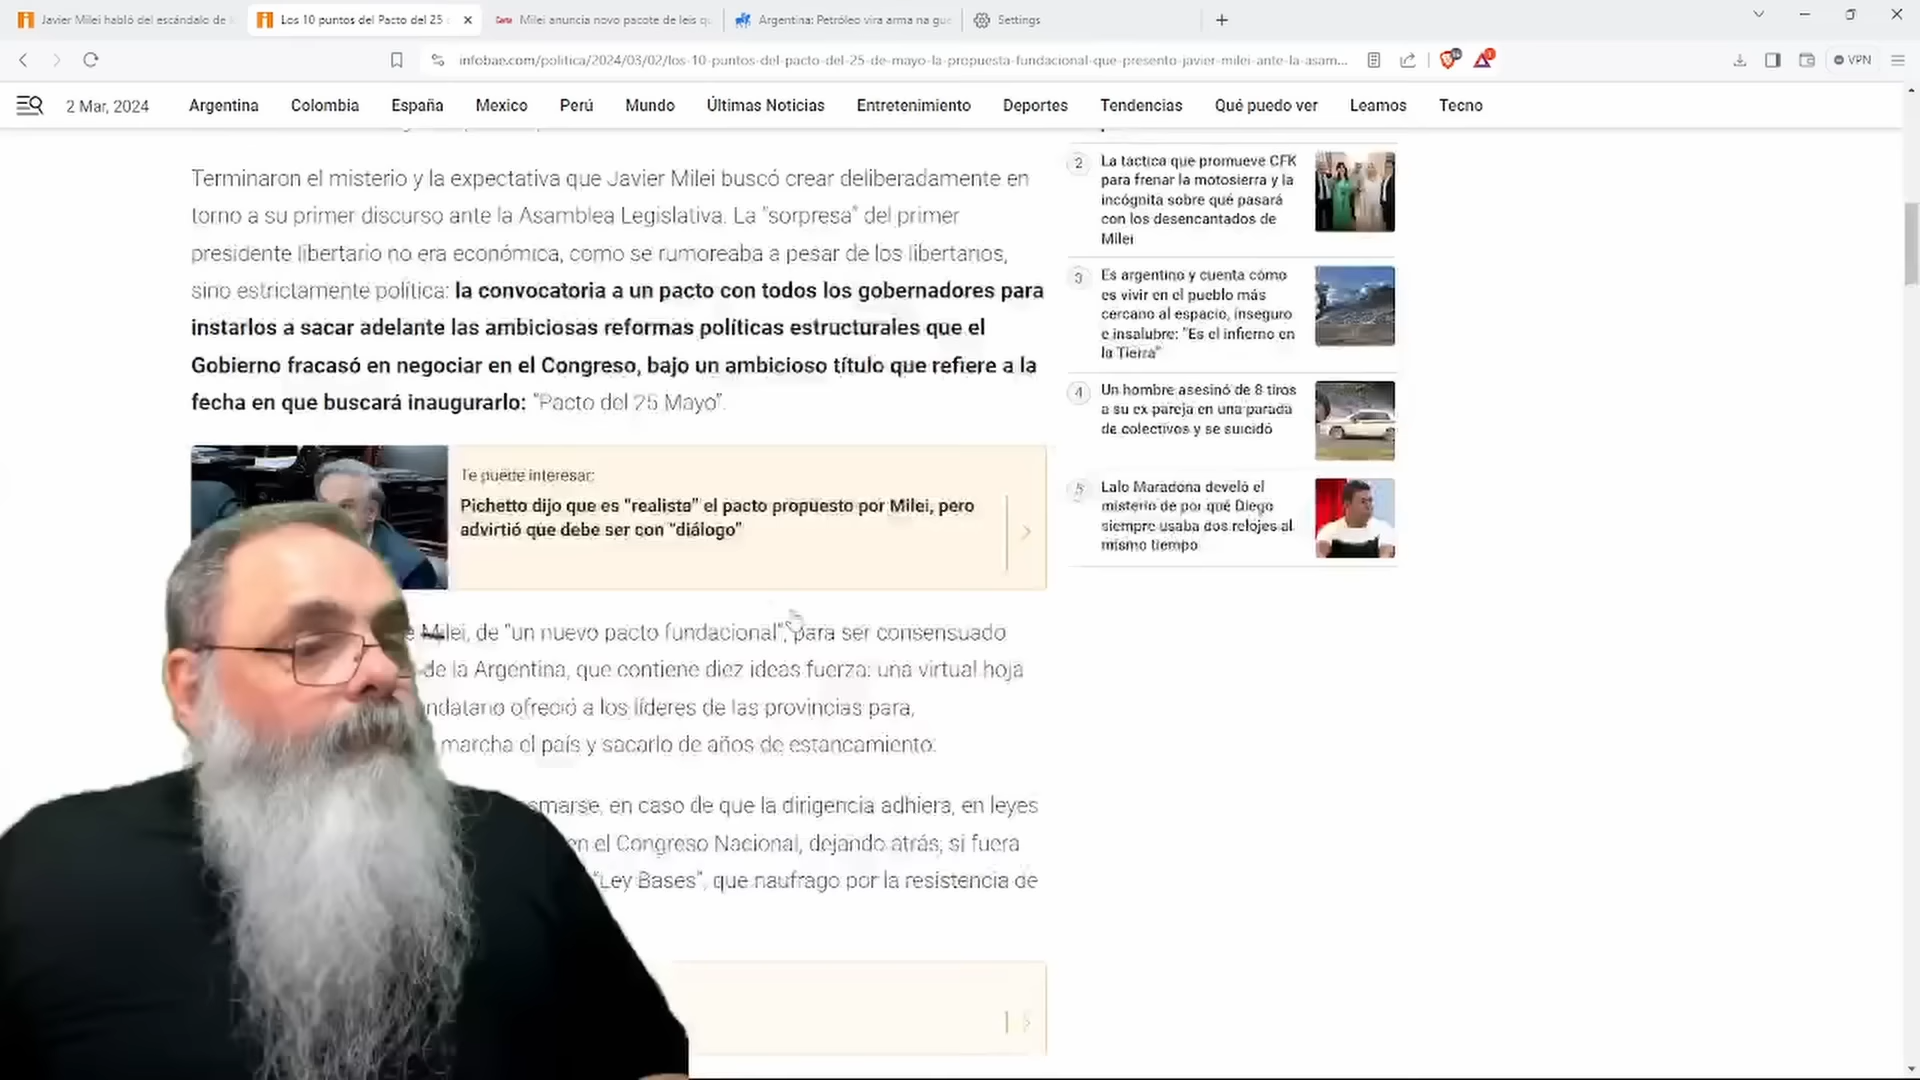 Javier Milei habló del escándalo de l
Los 10 puntos del Pacto del 25
Milei anuncia novo pacote de leis qu
Argentina: Petróleo vira arma na gue
Settings
infobae.com/politica/2024/03/02/los-10-puntos-del-pacto-del-25-de-mayo-la-propuesta-fundacional-que-presento-javier-milei-ante-la-asam...
VPN
2 Mar, 2024
Argentina
Colombia
España
Mexico
Perú
Mundo
Últimas Noticias
Entretenimiento
Deportes
Tendencias
Qué puedo ver
Leamos
Tecno
Terminaron el misterio y la expectativa que Javier Milei buscó crear deliberadamente en
torno a su primer discurso ante la Asamblea Legislativa. La "sorpresa" del primer
presidente libertario no era económica, como se rumoreaba a pesar de los libertarios,
sino estrictamente política: la convocatoria a un pacto con todos los gobernadores para
instarlos a sacar adelante las ambiciosas reformas políticas estructurales que el
Gobierno fracasó en negociar en el Congreso, bajo un ambicioso título que refiere a la
fecha en que buscará inaugurarlo: "Pacto del 25 Mayo".
Te puede interesar:
Pichetto dijo que es "realista" el pacto propuesto por Milei, pero
advirtió que debe ser con "diálogo"
e Milei, de "un nuevo pacto fundacional", para ser consensuado
de la Argentina, que contiene diez ideas fuerza: una virtual hoja
ndatario ofreció a los líderes de las provincias para,
marcha el país y sacarlo de años de estancamiento.
smarse, en caso de que la dirigencia adhiera, en leyes
en el Congreso Nacional, dejando atrás, si fuera
"Ley Bases", que naufragó por la resistencia de
2
La táctica que promueve CFK
para frenar la motosierra y la
incógnita sobre qué pasará
con los desencantados de
Milei
3
Es argentino y cuenta cómo
es vivir en el pueblo más
cercano al espacio, inseguro
e insalubre: "Es el infierno en
la Tierra"
4
Un hombre asesinó de 8 tiros
a su ex pareja en una parada
de colectivos y se suicidó
5
Lalo Maradona develó el
misterio de por qué Diego
siempre usaba dos relojes al
mismo tiempo